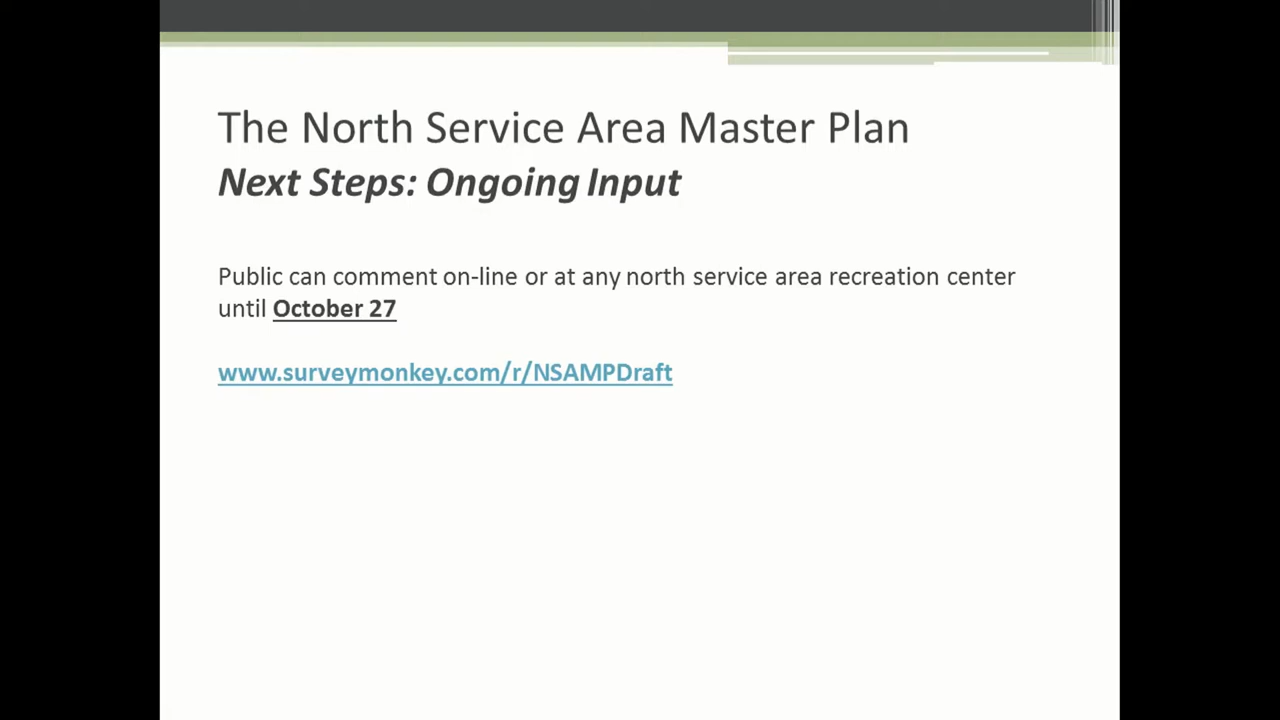 The North Service Area Master Plan
Next Steps: Ongoing Input
Public can comment on-line or at any north service area recreation center
until October 27
www.surveymonkey.com/r/NSAMPDraft